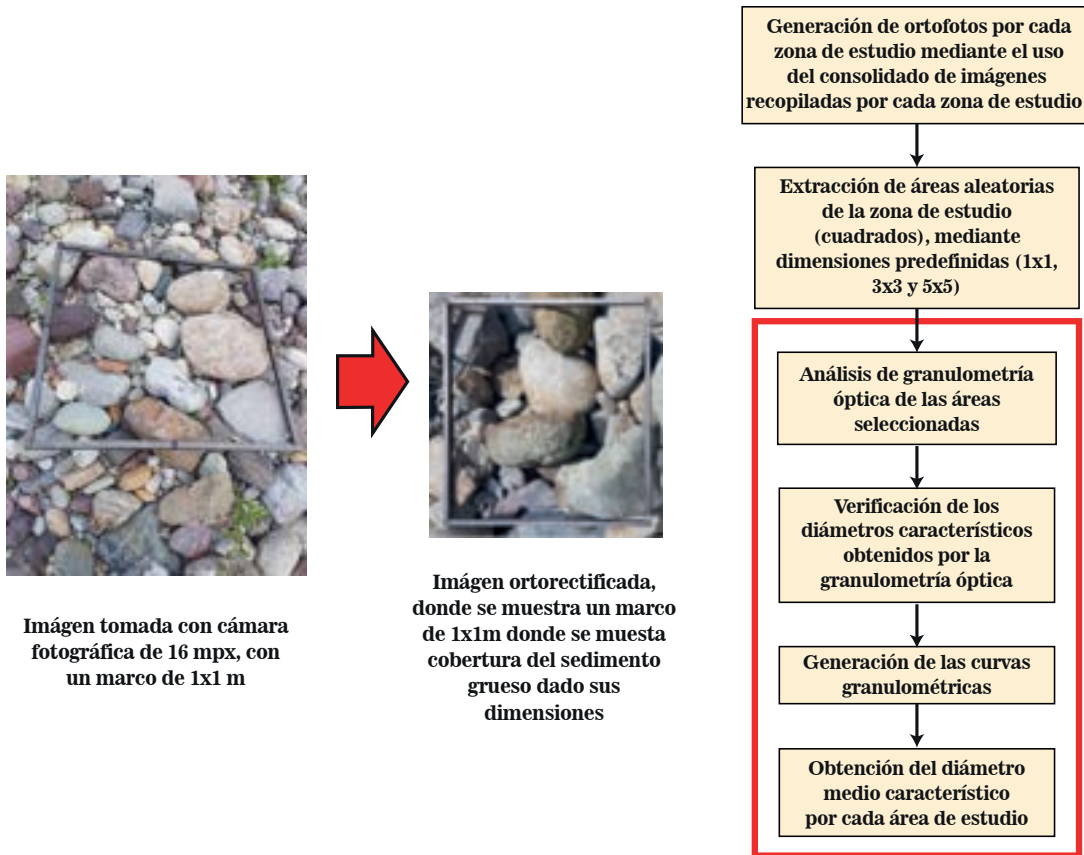 Imágen tomada con cámara
fotográfica de 16 mpx, con
un marco de 1x1 m
Imágen ortorectificada,
donde se muestra un marco
de 1x1m donde se muesta
cobertura del sedimento
grueso dado sus
dimensiones
Generación de ortofotos por cada
zona de estudio mediante el uso
del consolidado de imágenes
recopiladas por cada zona de estudio
Extracción de áreas aleatorias
de la zona de estudio
(cuadrados), mediante
dimensiones predefinidas (1x1,
3x3 y 5x5)
Análisis de granulometría
óptica de las áreas
seleccionadas
Verificación de los
diámetros característicos
obtenidos por la
granulometría óptica
Generación de las curvas
granulométricas
Obtención del diámetro
medio característico
por cada área de estudio